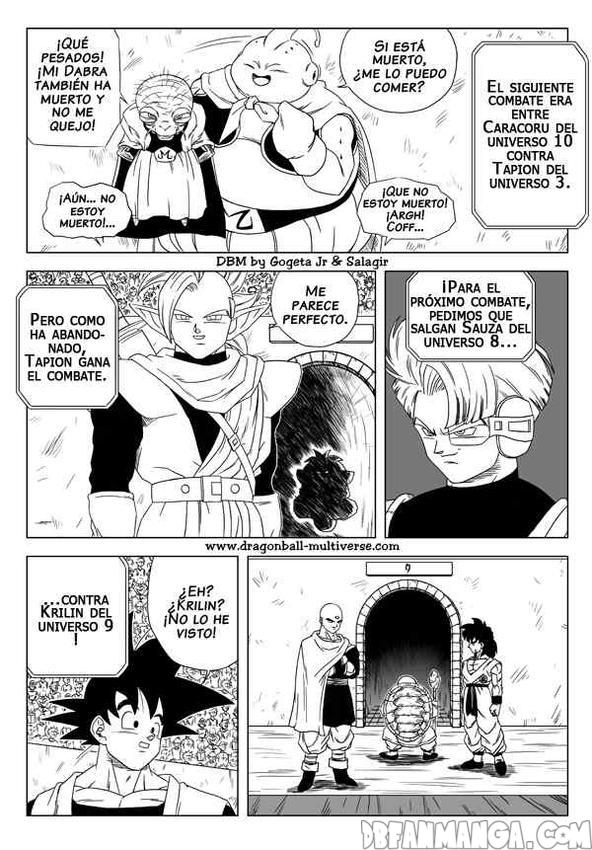 ¡QUÉ
PESADOS!
¡MI DABRA
TAMBIÉN HA
MUERTO Y NO
ME QUEJO!
SI ESTÁ
MUERTO,
¿ME LO PUEDO
COMER?
EL SIGUIENTE
COMBATE ERA
ENTRE
CARACORU DEL
UNIVERSO 10
CONTRA
TAPION DEL
UNIVERSO 3.
¡AÚN... NO
ESTOY
MUERTO!...
¡QUE NO
ESTOY MUERTO!
¡ARGH!
COFF...
M
Z
DBM by Gogeta Jr & Salagir
PERO COMO
HA ABANDO-
NADO,
TAPION GANA
EL COMBATE.
ME
PARECE
PERFECTO.
¡PARA EL
PRÓXIMO COMBATE,
PEDIMOS QUE
SALGAN SAUZA DEL
UNIVERSO 8...
www.dragonball-multiverse.com
...CONTRA
KRILIN DEL
UNIVERSO 9
!
¿EH?
¿KRILIN?
¡NO LO HE
VISTO!
9
DBFANMANGA.COM